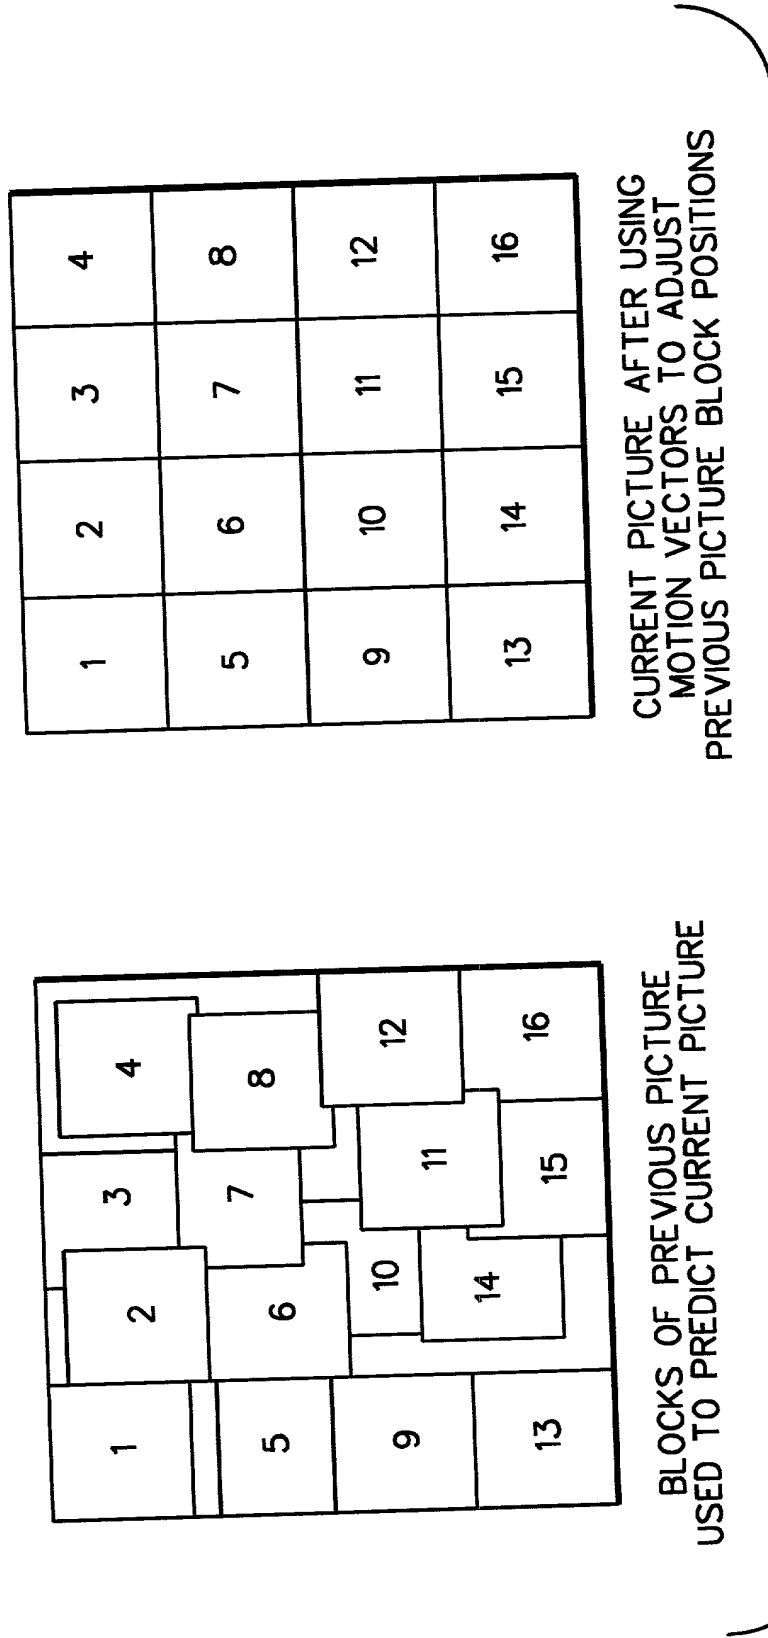 1 2 3 4
5 6 7 8
9 10 11 12
13 14 15 16
BLOCKS OF PREVIOUS PICTURE
USED TO PREDICT CURRENT PICTURE
1 2 3 4
5 6 7 8
9 10 11 12
13 14 15 16
CURRENT PICTURE AFTER USING
MOTION VECTORS TO ADJUST
PREVIOUS PICTURE BLOCK POSITIONS